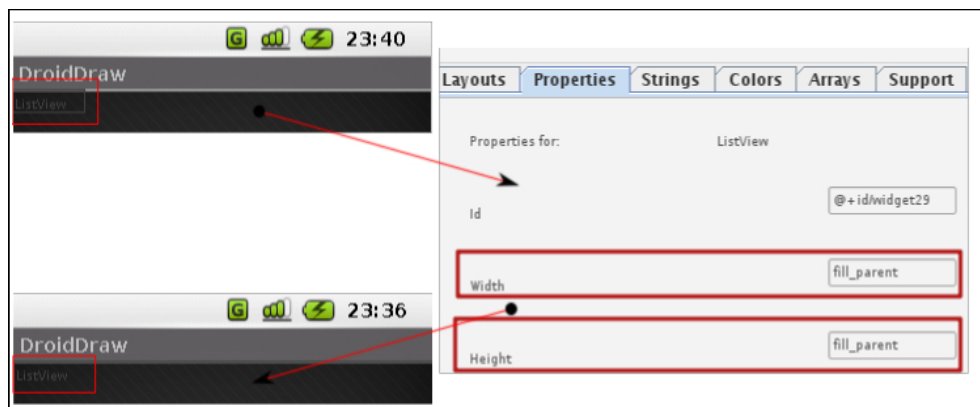 G 23:40
DroidDraw
ListView
Layouts Properties Strings Colors Arrays Support
Properties for: ListView
Id @+id/widget29
Width fill_parent
Height fill_parent
G 23:36
DroidDraw
ListView